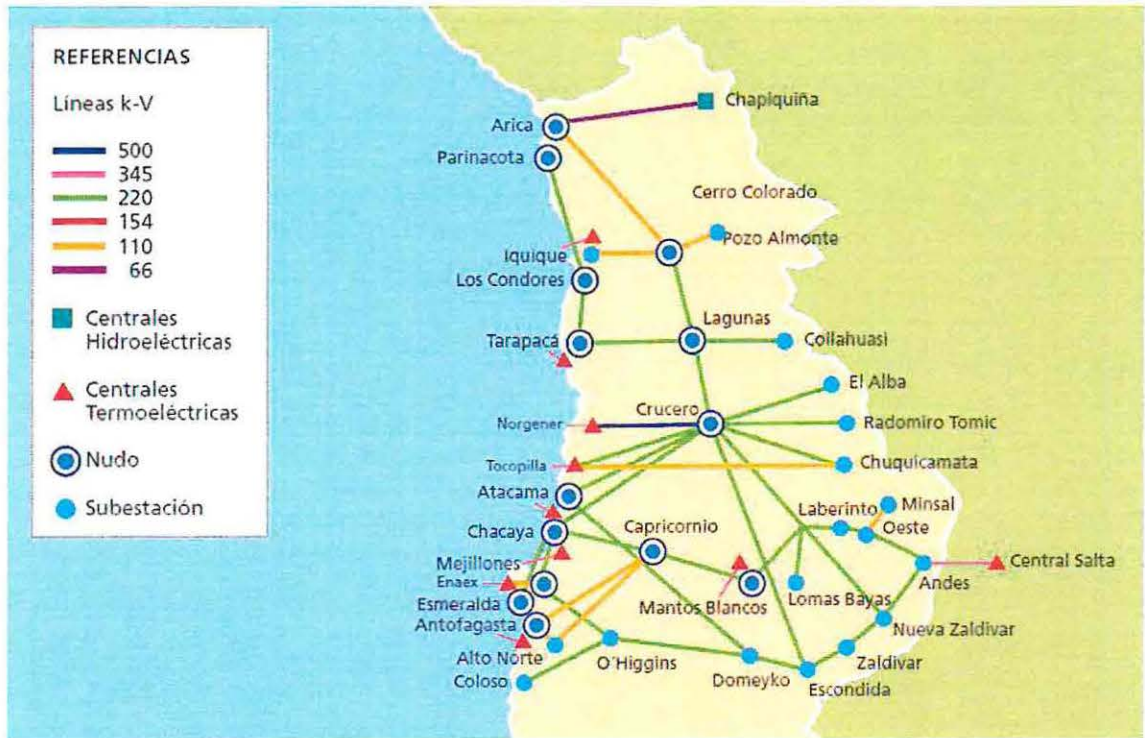 REFERENCIAS
Líneas k-V
500
345
220
154
110
66
Centrales
Hidroeléctricas
Centrales
Termoeléctricas
Nudo
Subestación
Chapiquiña
Arica
Parinacota
Cerro Colorado
Pozo Almonte
Iquique
Los Condores
Lagunas
Tarapacá
Collahuasi
El Alba
Crucero
Norgener
Radomiro Tomic
Tocopilla
Chuquicamata
Atacama
Minsal
Laberinto
Oeste
Chacaya
Capricornio
Mejillones
Central Salta
Enaex
Andes
Esmeralda
Mantos Blancos
Lomas Bayas
Antofagasta
Nueva Zaldivar
Alto Norte
O´Higgins
Zaldivar
Coloso
Domeyko
Escondida